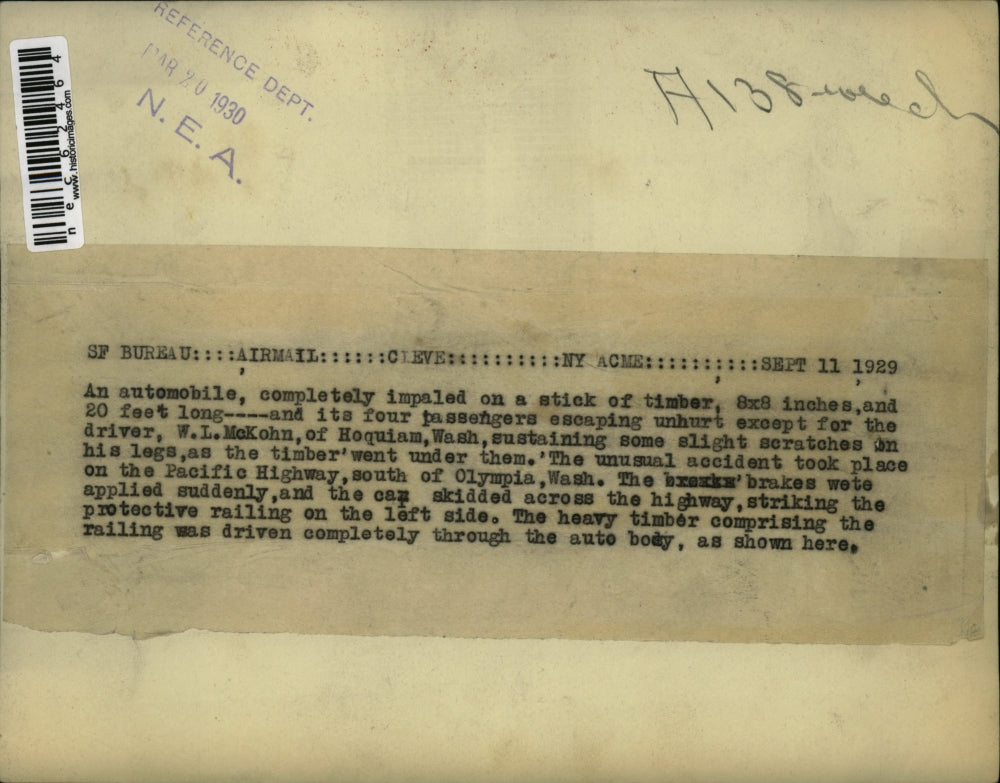 REFERENCE DEPT.
MAR 20 1930
N. E. A.
A138
neC62464
www.historicimages.com
SF BUREAU::::AIRMAIL::::::CLEVE::::::::::NY ACME::::::::::SEPT 11 1929
An automobile, completely impaled on a stick of timber, 8x8 inches,and
20 feet long----and its four passengers escaping unhurt except for the
driver, W.L.McKohn,of Hoquiam,Wash,sustaining some slight scratches on
his legs,as the timber'went under them.'The unusual accident took place
on the Pacific Highway,south of Olympia,Wash. The 'brakes wete
applied suddenly,and the car skidded across the highway,striking the
protective railing on the left side. The heavy timber comprising the
railing was driven completely through the auto body, as shown here.